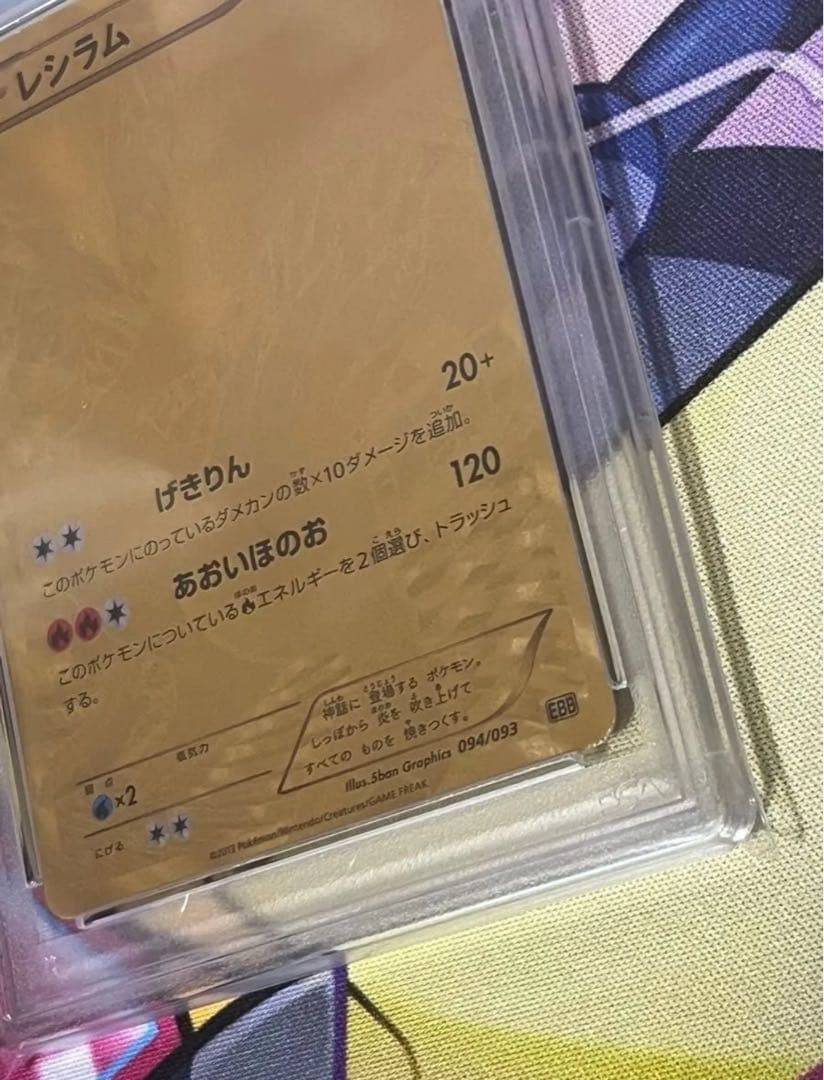 レシラム
げきりん 20+
このポケモンにのっているダメカンの数×10ダメージを追加。
あおいほのお 120
このポケモンについている エネルギーを2個選び、トラッシュ
する。
神話に 登場する ポケモン。
しっぽから 炎を 吹き上げて
すべての ものを 焼きつくす。
弱点 抵抗力
×2
Illus.5ban Graphics 094/093 EBB
にげる
©2013 Pokémon/Nintendo/Creatures/GAME FREAK
PSA